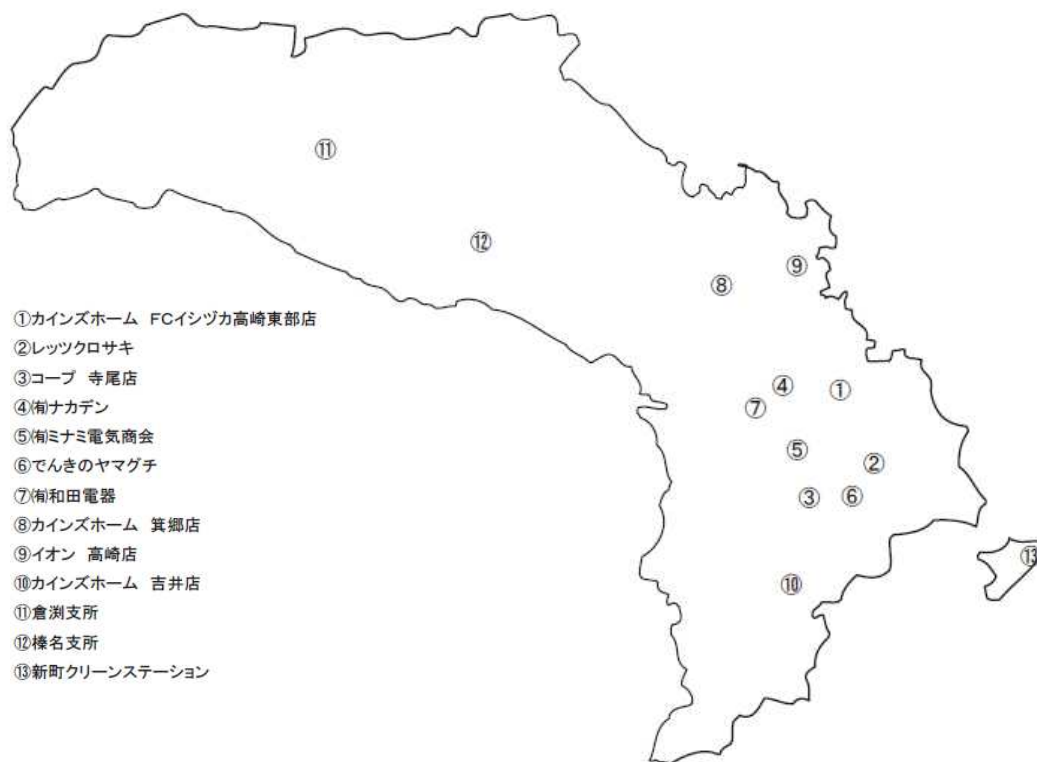 ⑪
⑫
⑨
⑧
①カインズホーム FCイシヅカ高崎東部店
②レッツクロサキ
③コープ 寺尾店
④㈲ナカデン
⑤㈲ミナミ電気商会
⑥でんきのヤマグチ
⑦㈲和田電器
⑧カインズホーム 箕郷店
⑨イオン 高崎店
⑩カインズホーム 吉井店
⑪倉渕支所
⑫榛名支所
⑬新町クリーンステーション
④
①
⑦
⑤
②
③
⑥
⑬
⑩